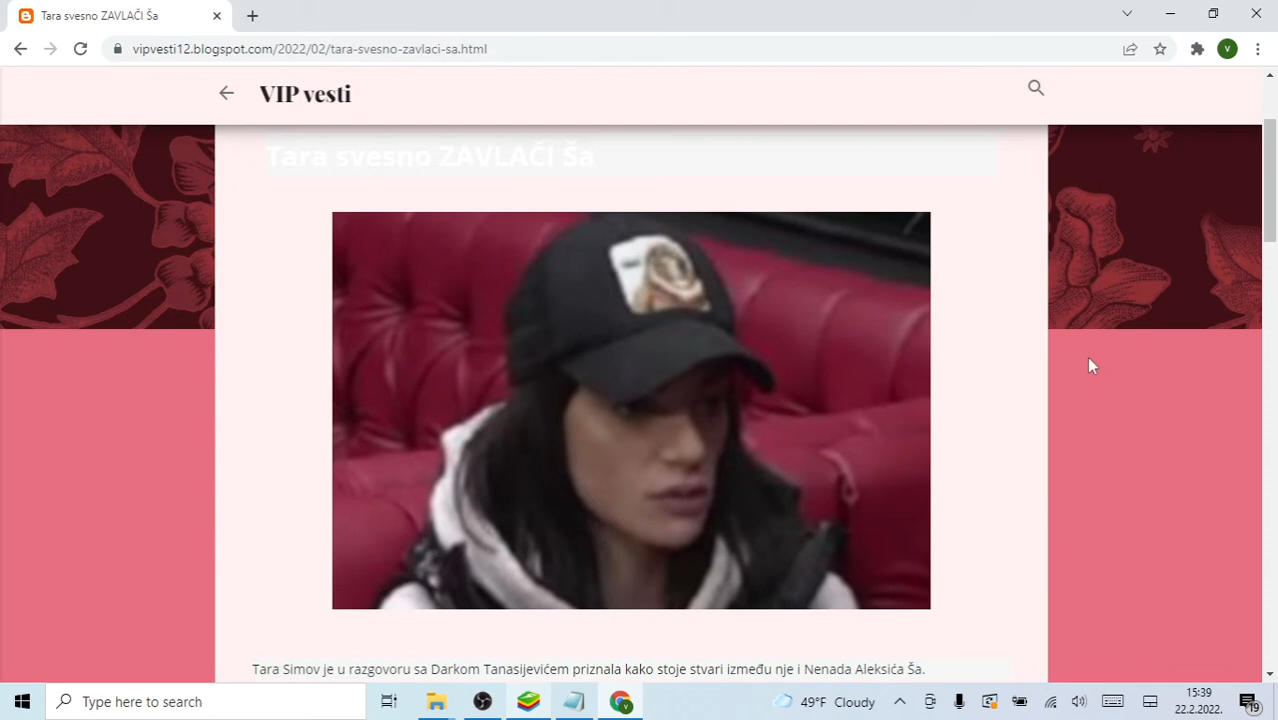 Tara svesno ZAVLAČI Ša
vipvesti12.blogspot.com/2022/02/tara-svesno-zavlaci-sa.html
V
VIP vesti
Tara svesno ZAVLAČI Ša
Tara Simov je u razgovoru sa Darkom Tanasijevićem priznala kako stoje stvari između nje i Nenada Aleksića Ša.
Type here to search
V
49°F Cloudy
15:39
22.2.2022.
19